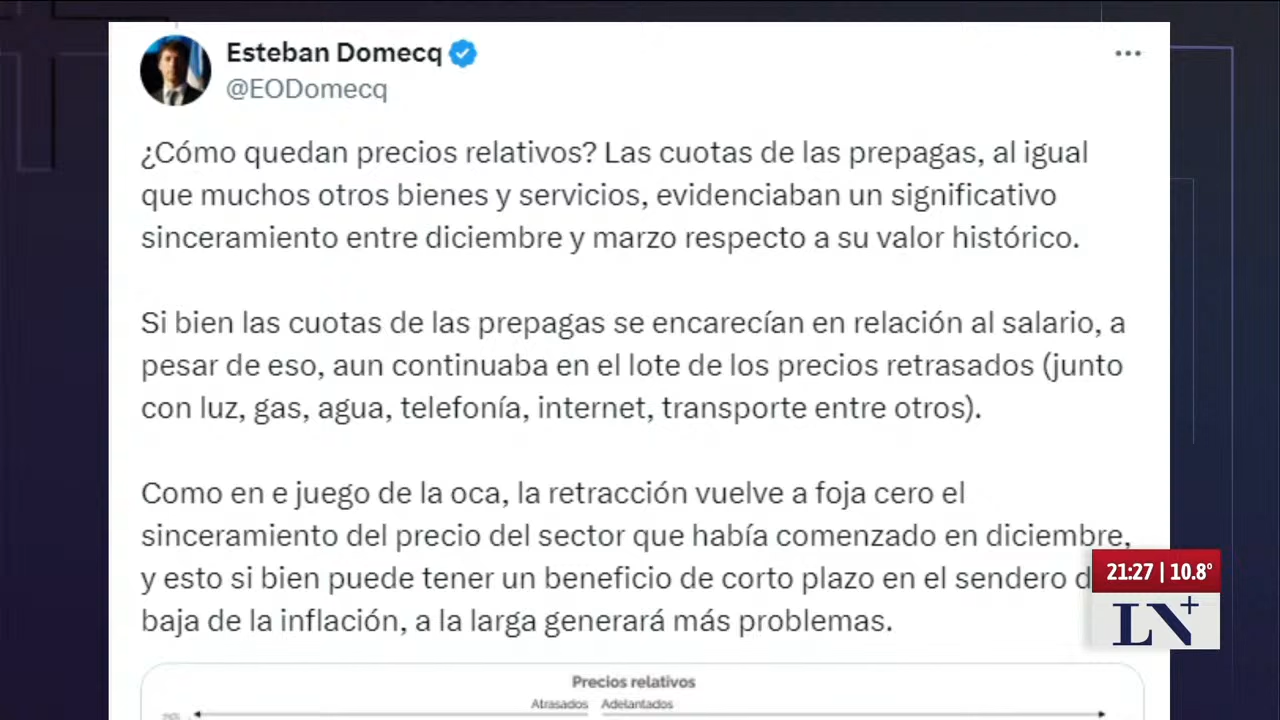 Esteban Domecq
@EODomecq
¿Cómo quedan precios relativos? Las cuotas de las prepagas, al igual
que muchos otros bienes y servicios, evidenciaban un significativo
sinceramiento entre diciembre y marzo respecto a su valor histórico.
Si bien las cuotas de las prepagas se encarecían en relación al salario, a
pesar de eso, aun continuaba en el lote de los precios retrasados (junto
con luz, gas, agua, telefonía, internet, transporte entre otros).
Como en e juego de la oca, la retracción vuelve a foja cero el
sinceramiento del precio del sector que había comenzado en diciembre,
y esto si bien puede tener un beneficio de corto plazo en el sendero
baja de la inflación, a la larga generará más problemas.
21:27 | 10.8°
LN+
Precios relativos
Atrasados Adelantados